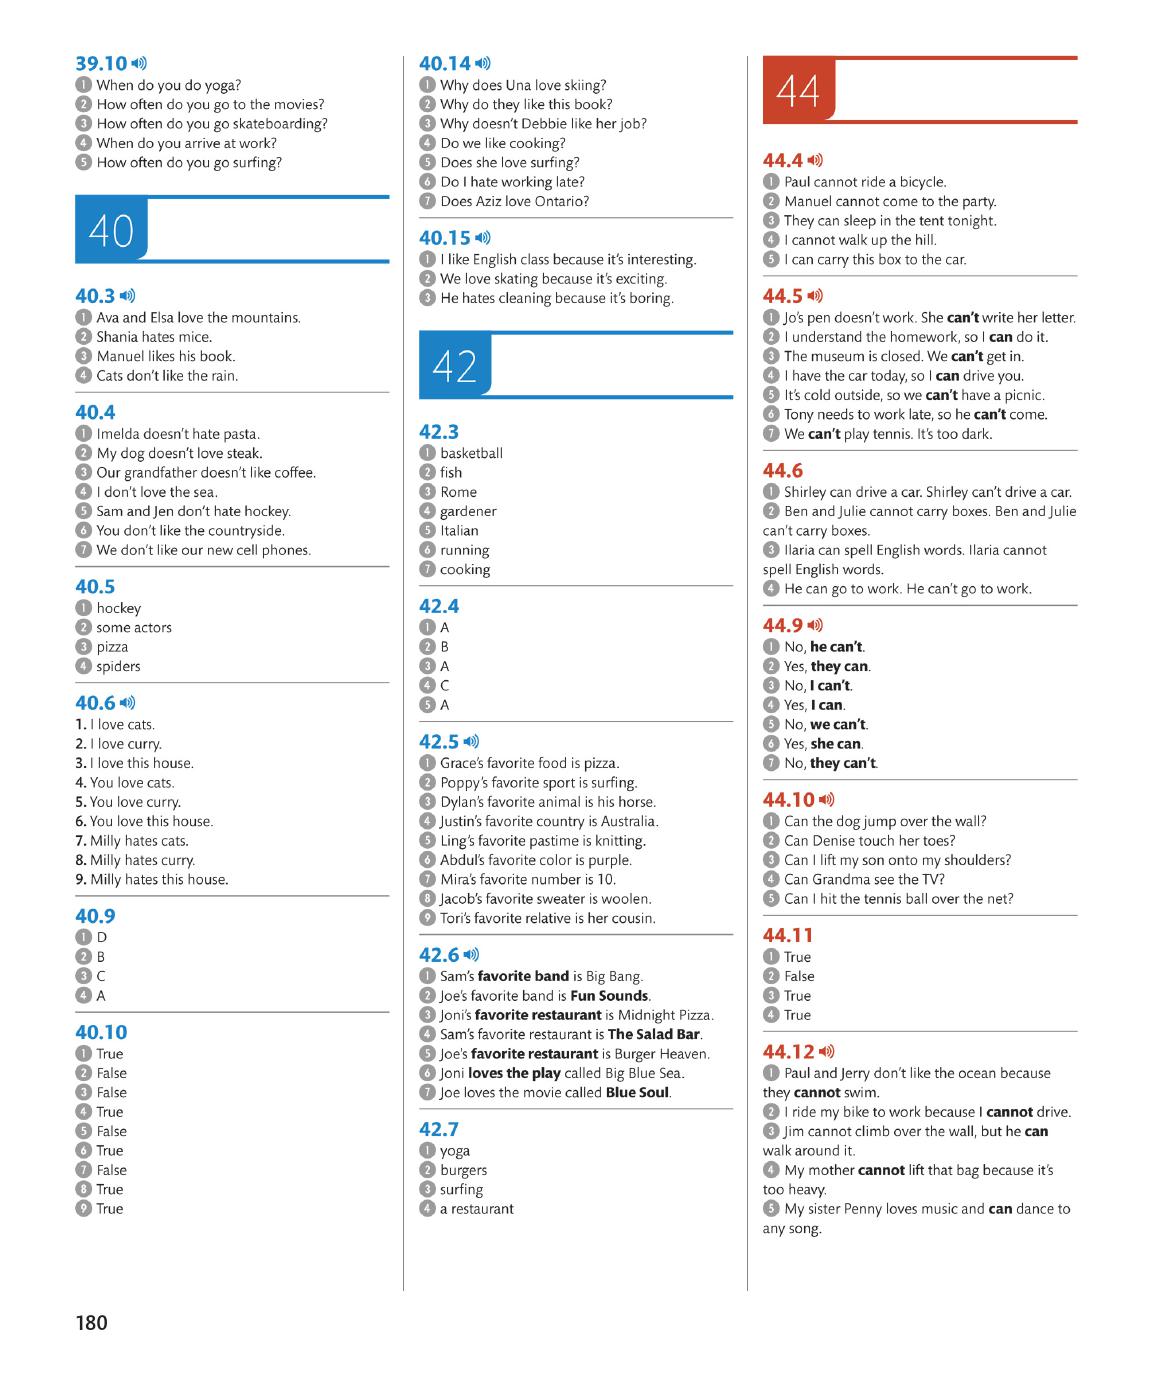 39.10
1 When do you do yoga?
2 How often do you go to the movies?
3 How often do you go skateboarding?
4 When do you arrive at work?
5 How often do you go surfing?
40
40.3
1 Ava and Elsa love the mountains.
2 Shania hates mice.
3 Manuel likes his book.
4 Cats don't like the rain.
40.4
1 Imelda doesn't hate pasta.
2 My dog doesn't love steak.
3 Our grandfather doesn't like coffee.
4 I don't love the sea.
5 Sam and Jen don't hate hockey.
6 You don't like the countryside.
7 We don't like our new cell phones.
40.5
1 hockey
2 some actors
3 pizza
4 spiders
40.6
1. I love cats.
2. I love curry.
3. I love this house.
4. You love cats.
5. You love curry.
6. You love this house.
7. Milly hates cats.
8. Milly hates curry.
9. Milly hates this house.
40.9
1 D
2 B
3 C
4 A
40.10
1 True
2 False
3 False
4 True
5 False
6 True
7 False
8 True
9 True
40.14
1 Why does Una love skiing?
2 Why do they like this book?
3 Why doesn't Debbie like her job?
4 Do we like cooking?
5 Does she love surfing?
6 Do I hate working late?
7 Does Aziz love Ontario?
40.15
1 I like English class because it's interesting.
2 We love skating because it's exciting.
3 He hates cleaning because it's boring.
42
42.3
1 basketball
2 fish
3 Rome
4 gardener
5 Italian
6 running
7 cooking
42.4
1 A
2 B
3 A
4 C
5 A
42.5
1 Grace's favorite food is pizza.
2 Poppy's favorite sport is surfing.
3 Dylan's favorite animal is his horse.
4 Justin's favorite country is Australia.
5 Ling's favorite pastime is knitting.
6 Abdul's favorite color is purple.
7 Mira's favorite number is 10.
8 Jacob's favorite sweater is woolen.
9 Tori's favorite relative is her cousin.
42.6
1 Sam's favorite band is Big Bang.
2 Joe's favorite band is Fun Sounds.
3 Joni's favorite restaurant is Midnight Pizza.
4 Sam's favorite restaurant is The Salad Bar.
5 Joe's favorite restaurant is Burger Heaven.
6 Joni loves the play called Big Blue Sea.
7 Joe loves the movie called Blue Soul.
42.7
1 yoga
2 burgers
3 surfing
4 a restaurant
44
44.4
1 Paul cannot ride a bicycle.
2 Manuel cannot come to the party.
3 They can sleep in the tent tonight.
4 I cannot walk up the hill.
5 I can carry this box to the car.
44.5
1 Jo's pen doesn't work. She can't write her letter.
2 I understand the homework, so I can do it.
3 The museum is closed. We can't get in.
4 I have the car today, so I can drive you.
5 It's cold outside, so we can't have a picnic.
6 Tony needs to work late, so he can't come.
7 We can't play tennis. It's too dark.
44.6
1 Shirley can drive a car. Shirley can't drive a car.
2 Ben and Julie cannot carry boxes. Ben and Julie
can't carry boxes.
3 Ilaria can spell English words. Ilaria cannot
spell English words.
4 He can go to work. He can't go to work.
44.9
1 No, he can't.
2 Yes, they can.
3 No, I can't.
4 Yes, I can.
5 No, we can't.
6 Yes, she can.
7 No, they can't.
44.10
1 Can the dog jump over the wall?
2 Can Denise touch her toes?
3 Can I lift my son onto my shoulders?
4 Can Grandma see the TV?
5 Can I hit the tennis ball over the net?
44.11
1 True
2 False
3 True
4 True
44.12
1 Paul and Jerry don't like the ocean because
they cannot swim.
2 I ride my bike to work because I cannot drive.
3 Jim cannot climb over the wall, but he can
walk around it.
4 My mother cannot lift that bag because it's
too heavy.
5 My sister Penny loves music and can dance to
any song.
180